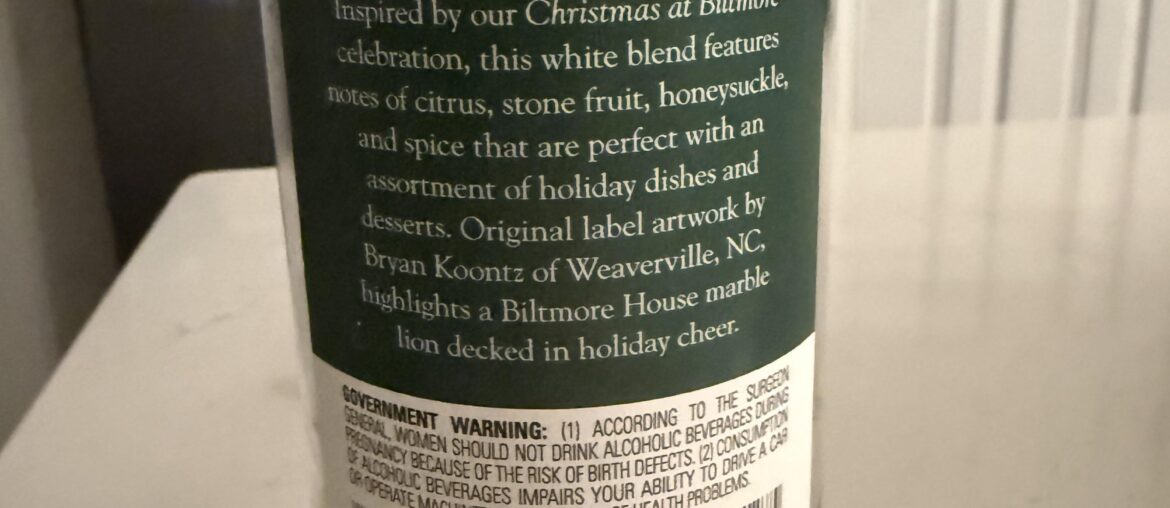 Inspired by our Christmas at Biltmore
celebration, this white blend features
notes of citrus, stone fruit, honeysuckle,
and spice that are perfect with an
assortment of holiday dishes and
desserts. Original label artwork by
Bryan Koontz of Weaverville, NC,
highlights a Biltmore House marble
lion decked in holiday cheer.
GOVERNMENT WARNING: (1) ACCORDING TO THE SURGEON
GENERAL, WOMEN SHOULD NOT DRINK ALCOHOLIC BEVERAGES DURING
PREGNANCY BECAUSE OF THE RISK OF BIRTH DEFECTS. (2) CONSUMPTION
OF ALCOHOLIC BEVERAGES IMPAIRS YOUR ABILITY TO DRIVE A CAR
OR OPERATE HEALTH PROBLEMS.